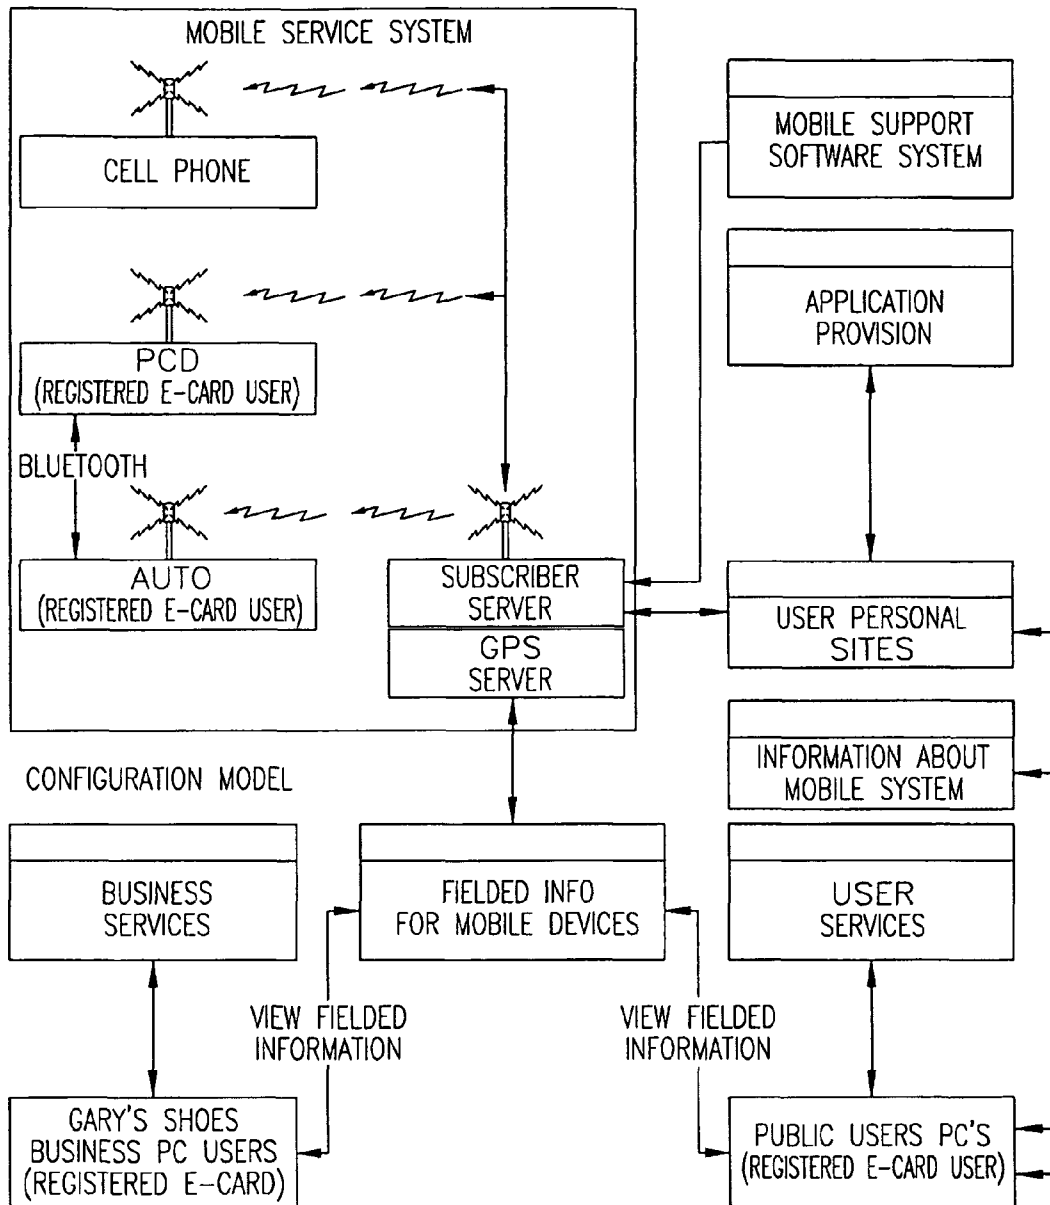 MOBILE SERVICE SYSTEM
CELL PHONE
PCD
(REGISTERED E-CARD USER)
BLUETOOTH
AUTO
(REGISTERED E-CARD USER)
SUBSCRIBER
SERVER
GPS
SERVER
MOBILE SUPPORT
SOFTWARE SYSTEM
APPLICATION
PROVISION
USER PERSONAL
SITES
INFORMATION ABOUT
MOBILE SYSTEM
CONFIGURATION MODEL
BUSINESS
SERVICES
FIELDED INFO
FOR MOBILE DEVICES
USER
SERVICES
VIEW FIELDED
INFORMATION
VIEW FIELDED
INFORMATION
GARY'S SHOES
BUSINESS PC USERS
(REGISTERED E-CARD)
PUBLIC USERS PC'S
(REGISTERED E-CARD USER)